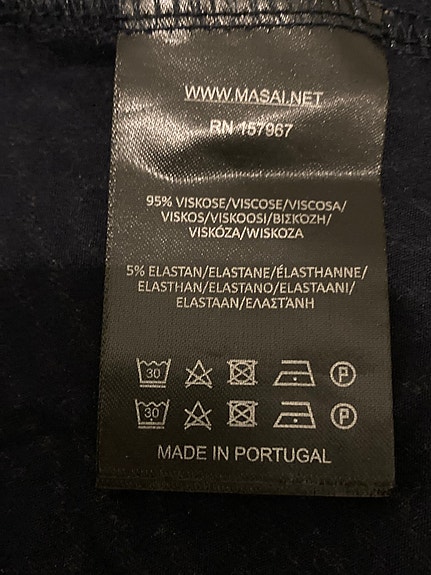 WWW.MASAI.NET
RN 157967
95% VISKOSE/VISCOSE/VISCOSA/
VISKOS/VISKOOSI/ΒΙΣΚΌΖΗ/
VISKÓZA/WISKOZA
5% ELASTAN/ELASTANE/ÉLASTHANNE/
ELASTHAN/ELASTANO/ELASTAANI/
ELASTAAN/ΕΛΑΣΤΆΝΗ
30 P
30 P
MADE IN PORTUGAL